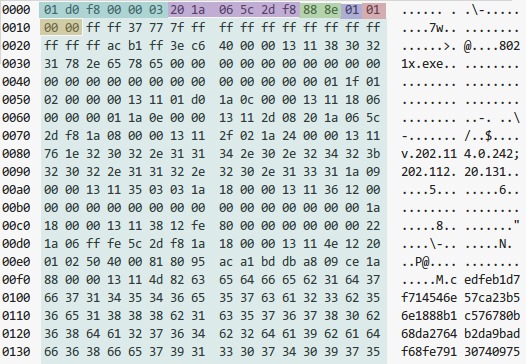 0000 01 d0 f8 00 00 03 20 1a 06 5c 2d f8 88 8e 01 01 ...... ..\-.....
0010 00 00 ff ff 37 77 7f ff ff ff ff ff ff ff ff ff ....7w.. ........
0020 ff ff ff ac b1 ff 3c c6 40 00 00 13 11 38 30 32 ......>. @....802
0030 31 78 2e 65 78 65 00 00 00 00 00 00 00 00 00 00 1x.exe.. ........
0040 00 00 00 00 00 00 00 00 00 00 00 00 00 01 1f 01 ........ ........
0050 02 00 00 00 13 11 01 d0 1a 0c 00 00 13 11 18 06 ........ ........
0060 00 00 00 01 1a 0e 00 00 13 11 2d 08 20 1a 06 5c ........ ..-. ..\
0070 2d f8 1a 08 00 00 13 11 2f 02 1a 24 00 00 13 11 -....... /..$....
0080 76 1e 32 30 32 2e 31 31 34 2e 30 2e 32 34 32 3b v.202.11 4.0.242;
0090 32 30 32 2e 31 31 32 2e 32 30 2e 31 33 31 1a 09 202.112. 20.131..
00a0 00 00 13 11 35 03 03 1a 18 00 00 13 11 36 12 00 ....5... .....6..
00b0 00 00 00 00 00 00 00 00 00 00 00 00 00 00 00 1a ........ ........
00c0 18 00 00 13 11 38 12 fe 80 00 00 00 00 00 00 22 .....8.. ......."
00d0 1a 06 ff fe 5c 2d f8 1a 18 00 00 13 11 4e 12 20 ....\-.. .....N.
00e0 01 02 50 40 00 81 80 95 ac a1 bd db a8 09 ce 1a ..P@.... ........
00f0 88 00 00 13 11 4d 82 63 65 64 66 65 62 31 64 37 .....M.c edfeb1d7
0100 66 37 31 34 35 34 36 65 35 37 63 61 32 33 62 35 f714546e 57ca23b5
0110 36 65 31 38 38 38 62 31 63 35 37 36 37 38 30 62 6e1888b1 c576780b
0120 36 38 64 61 32 37 36 34 62 32 64 61 39 62 61 64 68da2764 b2da9bad
0130 66 36 38 66 65 37 39 31 33 30 37 34 30 39 37 35 f68fe791 30740975